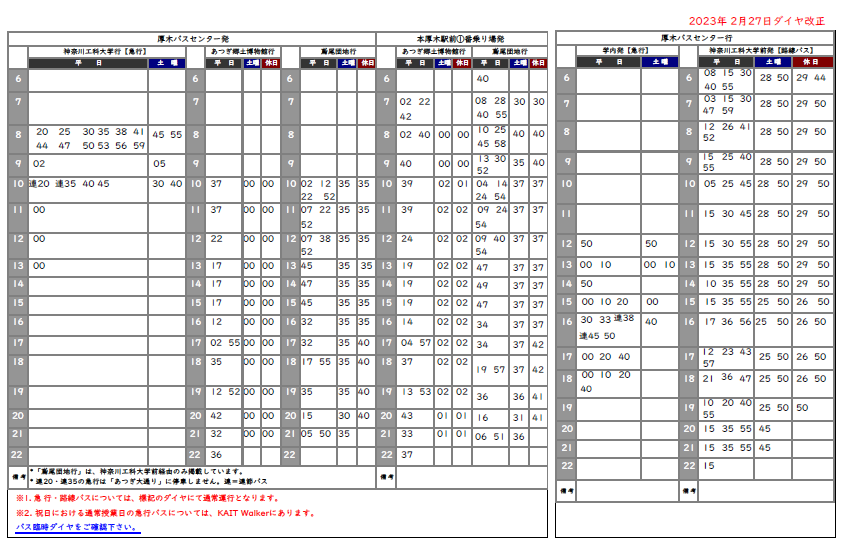 2023年 2月27日ダイヤ改正
厚木バスセンター発 本厚木駅前①番乗り場発
神奈川工科大学行【急行】 あつぎ郷土博物館行 鳶尾団地行 あつぎ郷土博物館行 鳶尾団地行
平 日 土 曜 平 日 土曜 休日 平 日 土曜 休日 平 日 土曜 休日 平 日 土曜 休日
6 6 6 6 40
7 7 7 7 02 22 42 08 28 40 55 30 30
8 20 25 30 35 38 41 44 47 50 53 56 59 45 55 8 8 8 02 40 00 00 10 25 45 58 40 40
9 02 05 9 9 9 40 00 00 13 30 52 35 40
10 連20 連35 40 45 30 40 10 37 00 00 10 02 12 22 52 35 35 10 39 02 01 04 14 24 54 37 37
11 00 11 37 00 00 11 07 22 52 35 35 11 39 02 02 09 24 54 37 37
12 00 12 22 00 00 12 07 38 52 35 35 12 24 02 02 09 40 54 37 37
13 00 13 17 00 00 13 45 35 35 13 19 02 02 47 37 37
14 14 17 00 00 14 47 35 35 14 19 02 02 49 37 37
15 15 17 00 00 15 45 35 35 15 19 02 02 47 37 37
16 16 12 00 00 16 32 35 35 16 14 02 02 34 37 37
17 17 02 55 00 00 17 32 35 40 17 04 57 02 02 34 37 42
18 18 35 00 00 18 17 55 35 40 18 37 02 02 19 57 37 42
19 19 12 52 00 00 19 35 35 40 19 13 53 02 02 36 36 41
20 20 42 00 00 20 15 30 40 20 43 01 01 16 31 41
21 21 32 00 00 21 05 50 35 21 33 01 01 06 51 36
22 22 36 22 22 37
備考 *「鳶尾団地行」は、神奈川工科大学前経由のみ掲載しています。
*連20・連35の急行は「あつぎ大通り」に停車しません。連=連節バス
備考
※1. 急行・路線バスについては、標記のダイヤにて通常運行となります。
※2. 祝日における通常授業日の急行バスについては、KAIT Walkerにあります。
バス臨時ダイヤをご確認下さい。
厚木バスセンター行
学内発【急行】 神奈川工科大学前発【路線バス】
平 日 土曜 平 日 土曜 休日
6 6 08 15 30 40 55 28 50 29 44
7 7 03 15 30 47 59 28 50 29 50
8 8 12 26 41 52 28 50 29 50
9 9 15 25 40 55 28 50 29 50
10 10 05 25 45 28 50 29 50
11 11 15 30 45 28 50 29 50
12 50 50 12 15 30 55 28 50 29 50
13 00 10 00 10 13 15 35 55 28 50 29 50
14 50 14 15 35 55 28 50 29 50
15 00 10 20 00 15 15 35 55 25 50 26 50
16 30 33 連38 連45 50 40 16 17 36 56 25 50 26 50
17 00 20 40 17 12 23 43 57 25 50 26 50
18 00 10 20 40 18 21 36 47 25 50 26 50
19 19 10 20 40 55 25 50 50
20 20 15 35 55 45
21 21 15 35 55 45
22 22 15
備考 備考